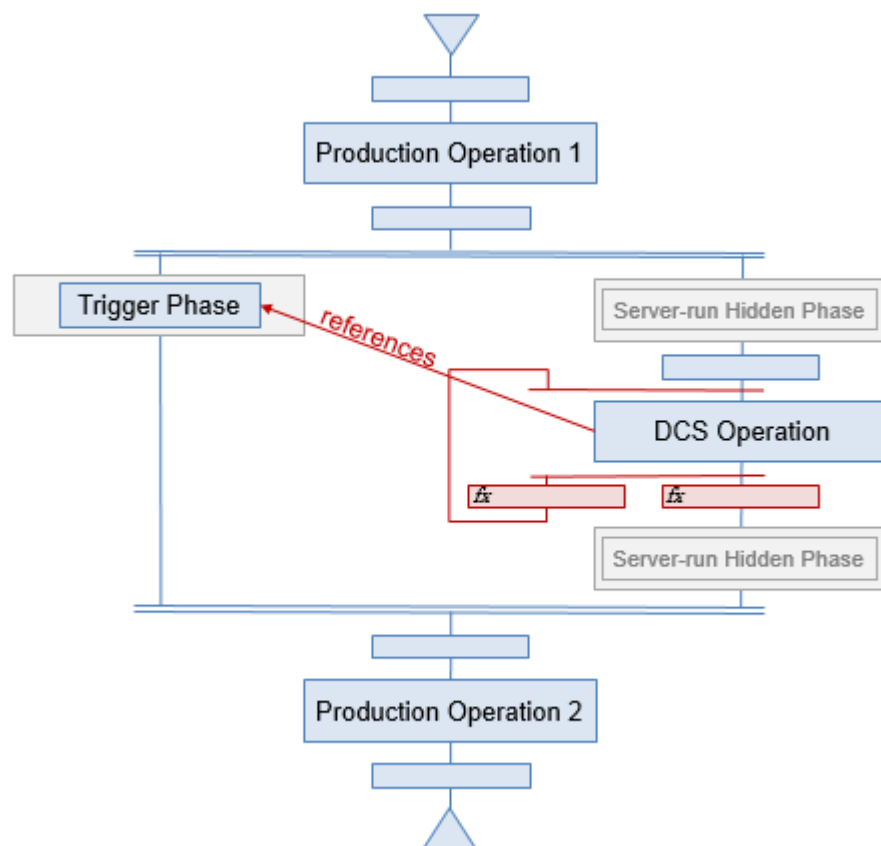 Production Operation 1
Trigger Phase
Server-run Hidden Phase
references
DCS Operation
fx
fx
Server-run Hidden Phase
Production Operation 2